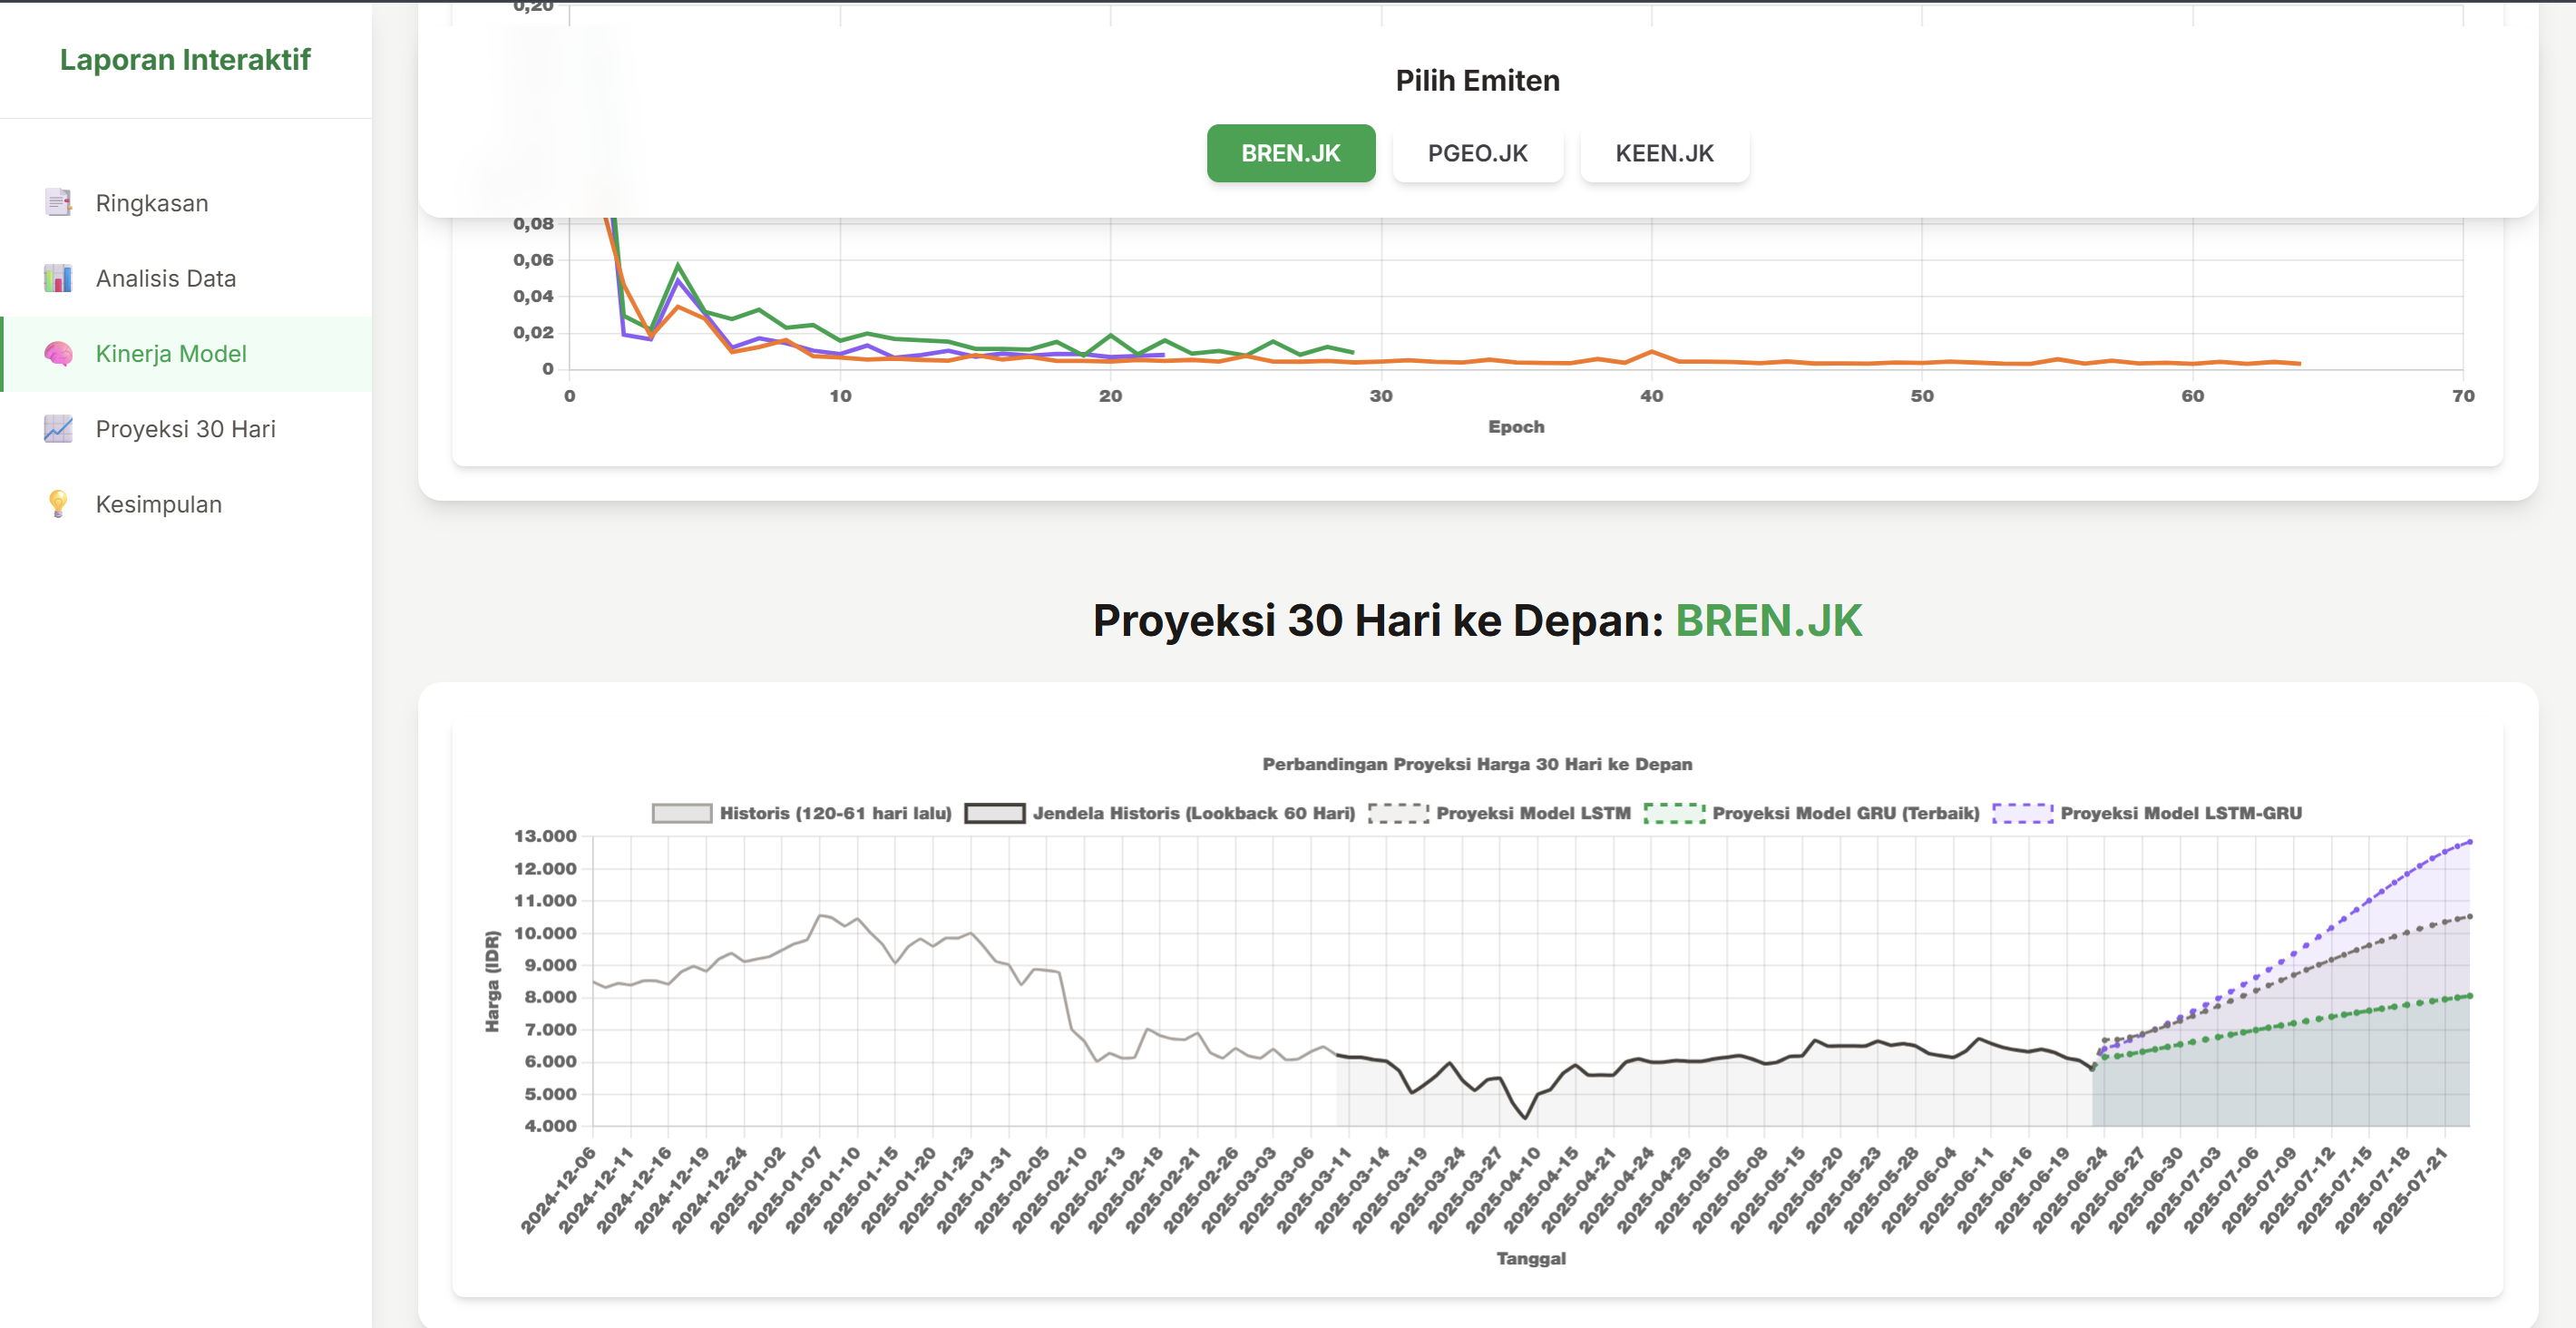 Laporan Interaktif
Ringkasan
Analisis Data
Kinerja Model
Proyeksi 30 Hari
Kesimpulan
0,20
Pilih Emiten
BREN.JK PGEO.JK KEEN.JK
0,08
0,06
0,04
0,02
0
0 10 20 30 40 50 60 70
Epoch
Proyeksi 30 Hari ke Depan: BREN.JK
Perbandingan Proyeksi Harga 30 Hari ke Depan
Historis (120-61 hari lalu) Jendela Historis (Lookback 60 Hari) Proyeksi Model LSTM Proyeksi Model GRU (Terbaik) Proyeksi Model LSTM-GRU
Harga (IDR)
13.000
12.000
11.000
10.000
9.000
8.000
7.000
6.000
5.000
4.000
2024-12-06 2024-12-11 2024-12-16 2024-12-19 2024-12-24 2025-01-02 2025-01-07 2025-01-10 2025-01-15 2025-01-20 2025-01-23 2025-01-31 2025-02-05 2025-02-10 2025-02-13 2025-02-18 2025-02-21 2025-02-26 2025-03-03 2025-03-06 2025-03-11 2025-03-14 2025-03-19 2025-03-24 2025-03-27 2025-04-10 2025-04-15 2025-04-21 2025-04-24 2025-04-29 2025-05-05 2025-05-08 2025-05-15 2025-05-20 2025-05-23 2025-05-28 2025-06-04 2025-06-11 2025-06-16 2025-06-19 2025-06-24 2025-06-27 2025-06-30 2025-07-03 2025-07-06 2025-07-09 2025-07-12 2025-07-15 2025-07-18 2025-07-21
Tanggal